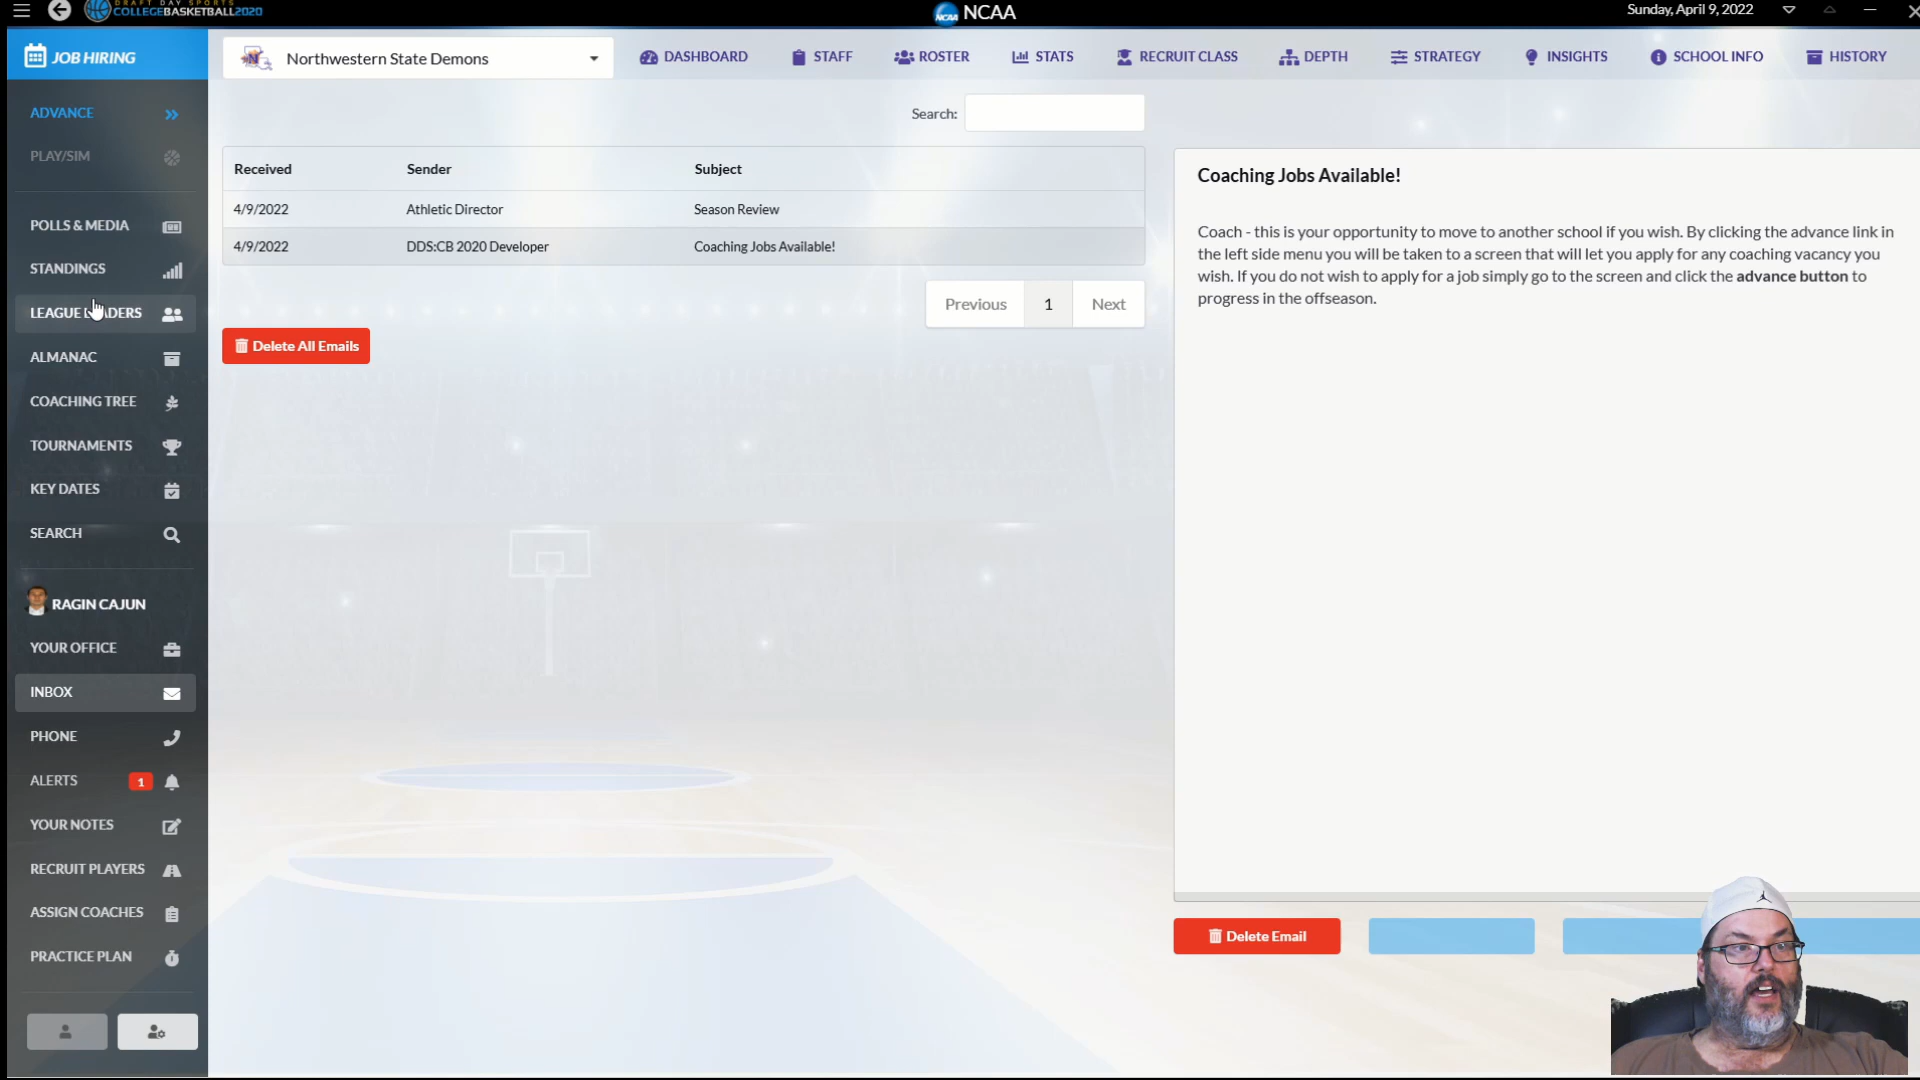 DRAFT DAY SPORTS
COLLEGEBASKETBALL2020
NCAA NCAA
Sunday, April 9, 2022
JOB HIRING
Northwestern State Demons
DASHBOARD
STAFF
ROSTER
STATS
RECRUIT CLASS
DEPTH
STRATEGY
INSIGHTS
SCHOOL INFO
HISTORY
ADVANCE
PLAY/SIM
POLLS & MEDIA
STANDINGS
LEAGUE LEADERS
ALMANAC
COACHING TREE
TOURNAMENTS
KEY DATES
SEARCH
RAGIN CAJUN
YOUR OFFICE
INBOX
PHONE
ALERTS 1
YOUR NOTES
RECRUIT PLAYERS
ASSIGN COACHES
PRACTICE PLAN
Search:
Received Sender Subject
4/9/2022 Athletic Director Season Review
4/9/2022 DDS:CB 2020 Developer Coaching Jobs Available!
Previous 1 Next
Delete All Emails
Coaching Jobs Available!
Coach - this is your opportunity to move to another school if you wish. By clicking the advance link in
the left side menu you will be taken to a screen that will let you apply for any coaching vacancy you
wish. If you do not wish to apply for a job simply go to the screen and click the advance button to
progress in the offseason.
Delete Email